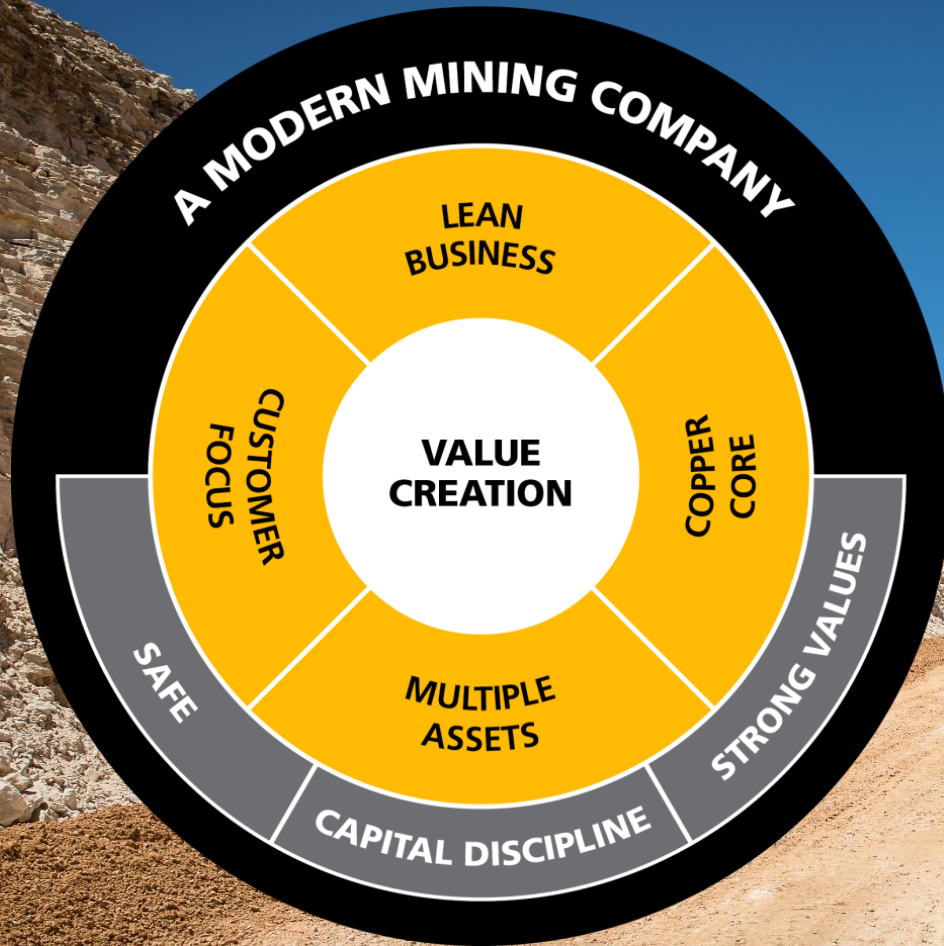 A MODERN MINING COMPANY
LEAN
BUSINESS
CUSTOMER
FOCUS
VALUE
CREATION
COPPER
CORE
MULTIPLE
ASSETS
SAFE
CAPITAL DISCIPLINE
STRONG VALUES